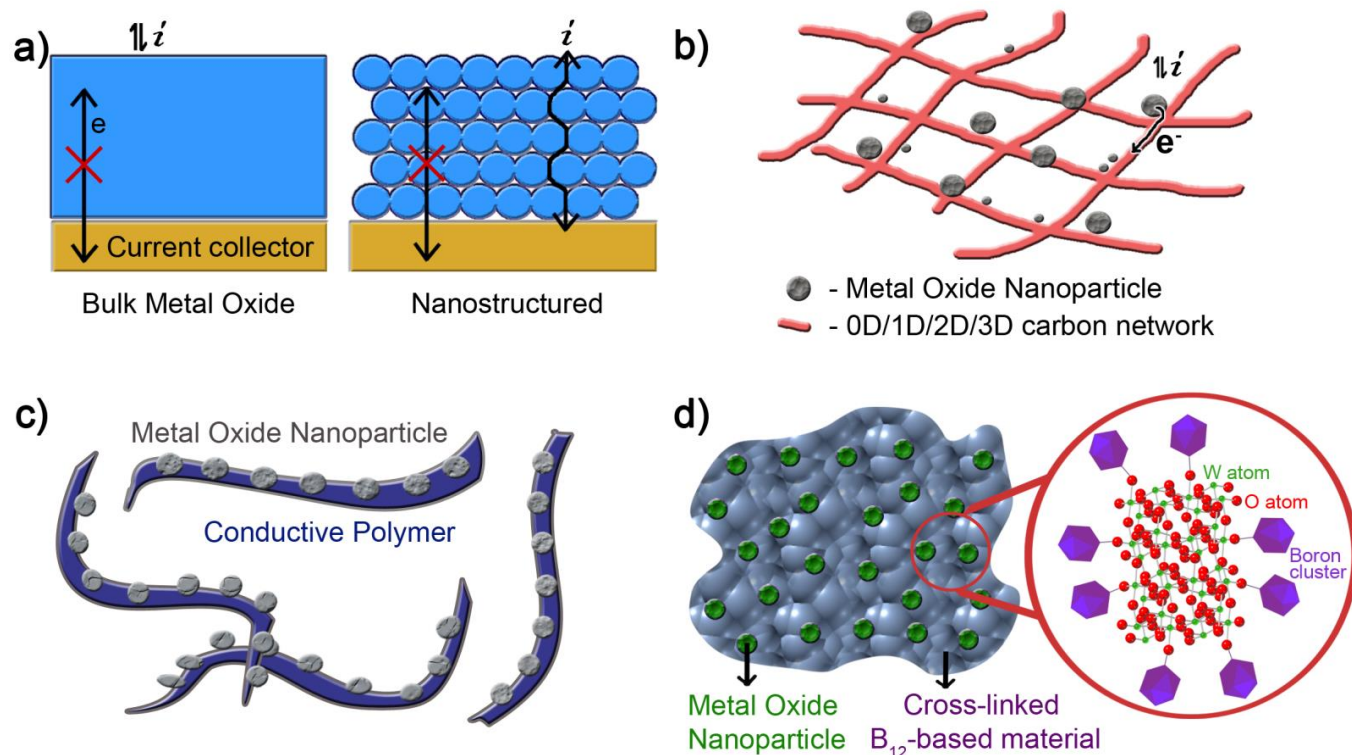 a)
⥮ i′
e
Current collector
Bulk Metal Oxide
i′
Nanostructured
b)
⥮ i′
e-
- Metal Oxide Nanoparticle
- 0D/1D/2D/3D carbon network
c)
Metal Oxide Nanoparticle
Conductive Polymer
d)
W atom
O atom
Boron
cluster
Metal Oxide
Nanoparticle
Cross-linked
B₁₂-based material